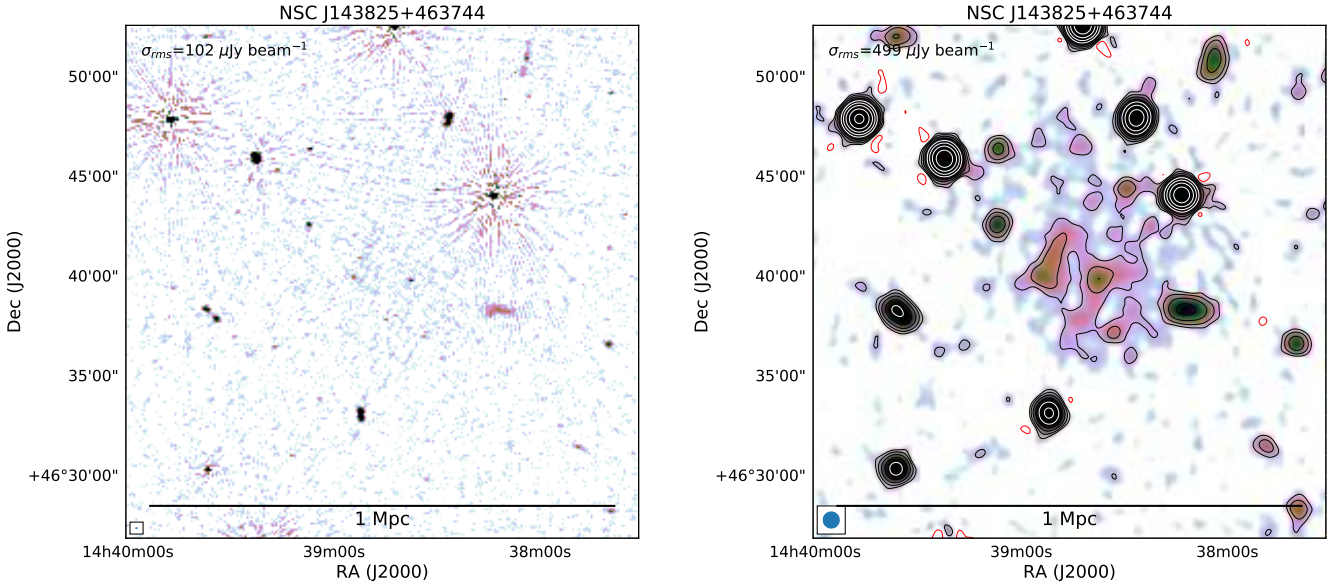 NSC J143825+463744
σrms=102 μJy beam−1
50'00"
45'00"
40'00"
35'00"
+46°30'00"
Dec (J2000)
1 Mpc
14h40m00s
39m00s
38m00s
RA (J2000)
NSC J143825+463744
σrms=499 μJy beam−1
50'00"
45'00"
40'00"
35'00"
+46°30'00"
Dec (J2000)
1 Mpc
14h40m00s
39m00s
38m00s
RA (J2000)